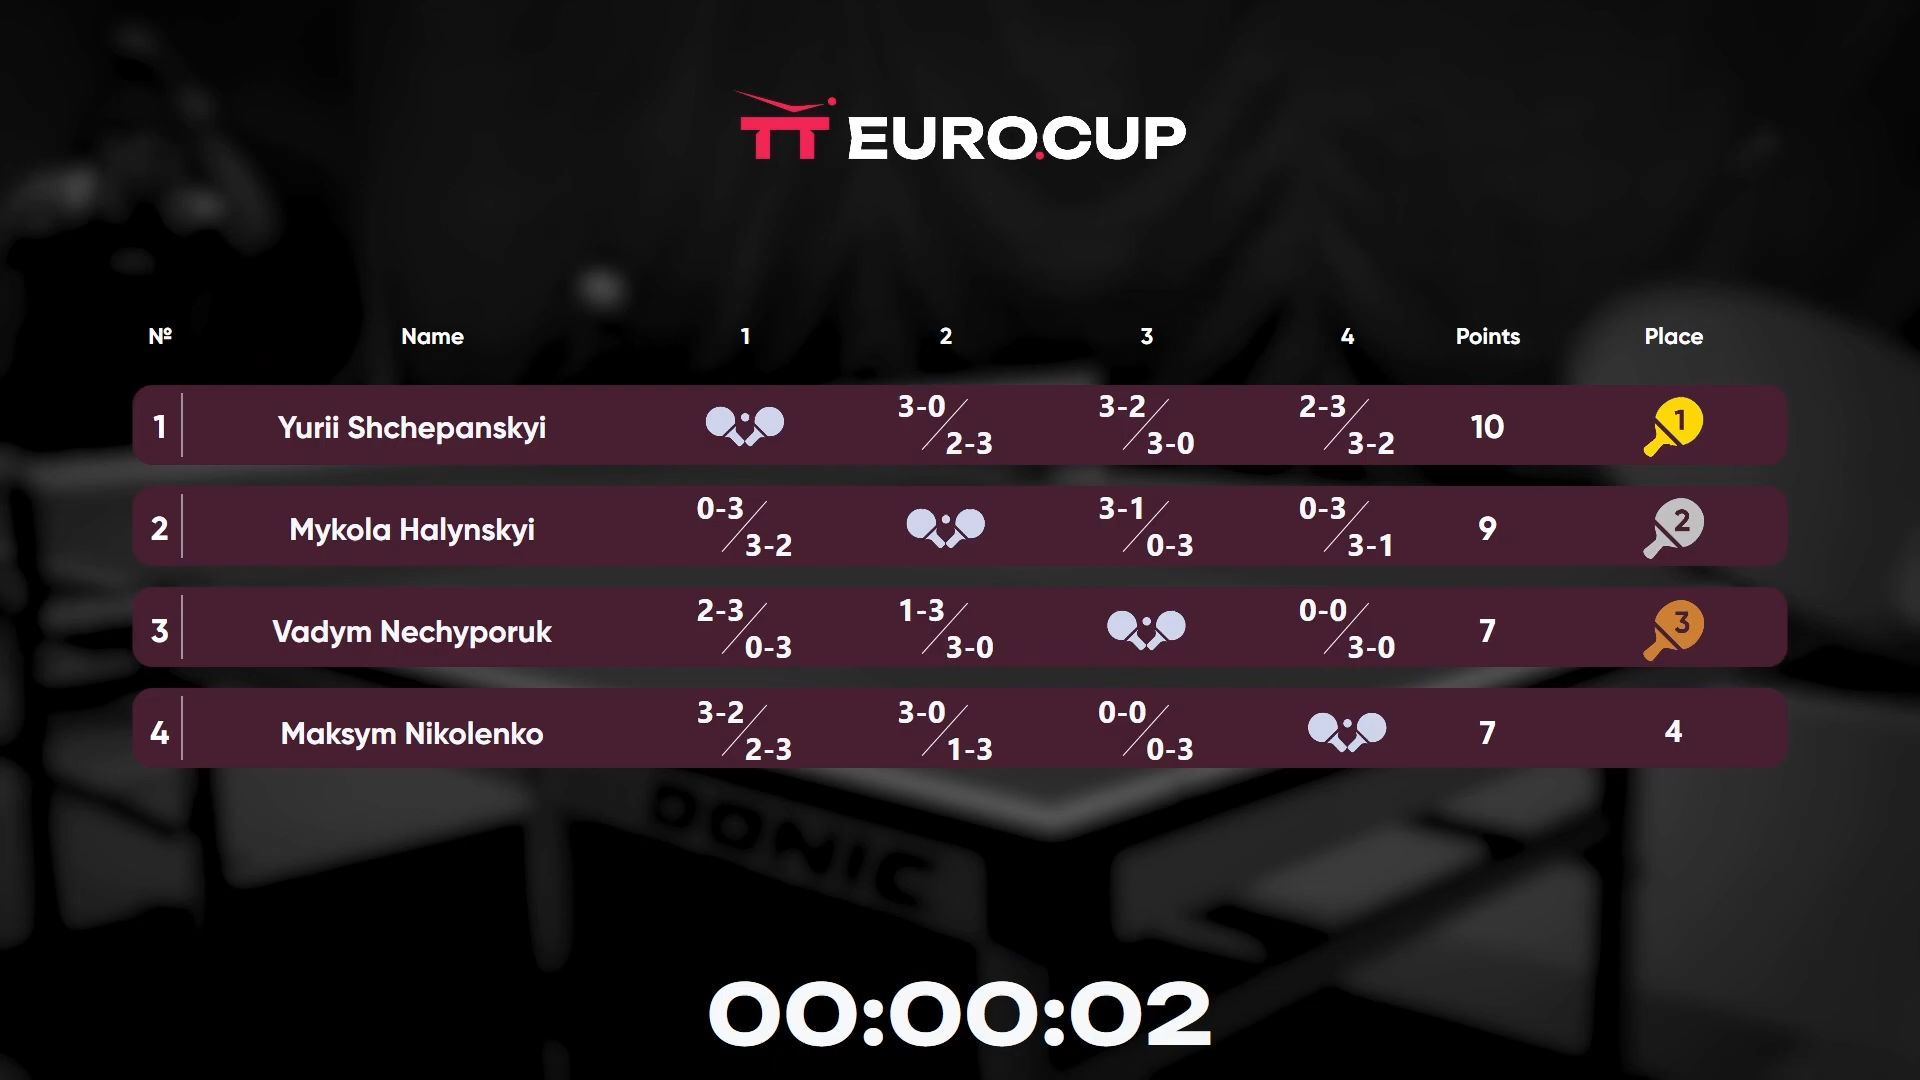 TT EURO.CUP
№ Name 1 2 3 4 Points Place
1 Yurii Shchepanskyi 3-0 / 2-3 3-2 / 3-0 2-3 / 3-2 10 1
2 Mykola Halynskyi 0-3 / 3-2 3-1 / 0-3 0-3 / 3-1 9 2
3 Vadym Nechyporuk 2-3 / 0-3 1-3 / 3-0 0-0 / 3-0 7 3
4 Maksym Nikolenko 3-2 / 2-3 3-0 / 1-3 0-0 / 0-3 7 4
DONIC
00:00:02